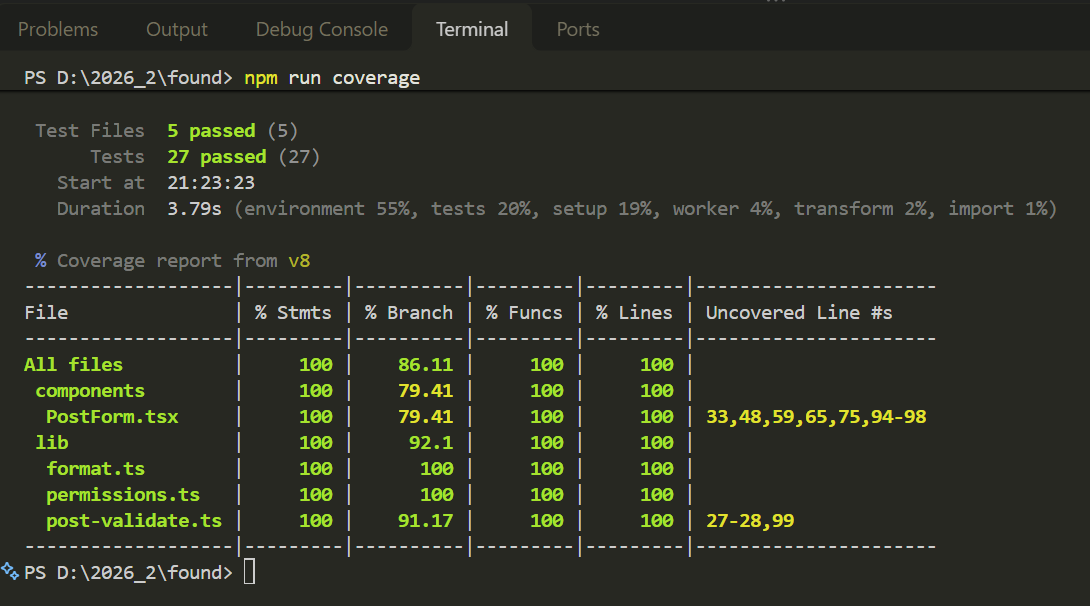 Problems Output Debug Console Terminal Ports
PS D:\2026_2\found> npm run coverage
Test Files  5 passed (5)
Tests  27 passed (27)
Start at  21:23:23
Duration  3.79s (environment 55%, tests 20%, setup 19%, worker 4%, transform 2%, import 1%)
% Coverage report from v8
-------------------|---------|----------|---------|---------|----------------------
File               | % Stmts | % Branch | % Funcs | % Lines | Uncovered Line #s
-------------------|---------|----------|---------|---------|----------------------
All files          |     100 |    86.11 |     100 |     100 |
 components        |     100 |    79.41 |     100 |     100 |
  PostForm.tsx     |     100 |    79.41 |     100 |     100 | 33,48,59,65,75,94-98
 lib               |     100 |     92.1 |     100 |     100 |
  format.ts        |     100 |      100 |     100 |     100 |
  permissions.ts   |     100 |      100 |     100 |     100 |
  post-validate.ts |     100 |    91.17 |     100 |     100 | 27-28,99
-------------------|---------|----------|---------|---------|----------------------
PS D:\2026_2\found>